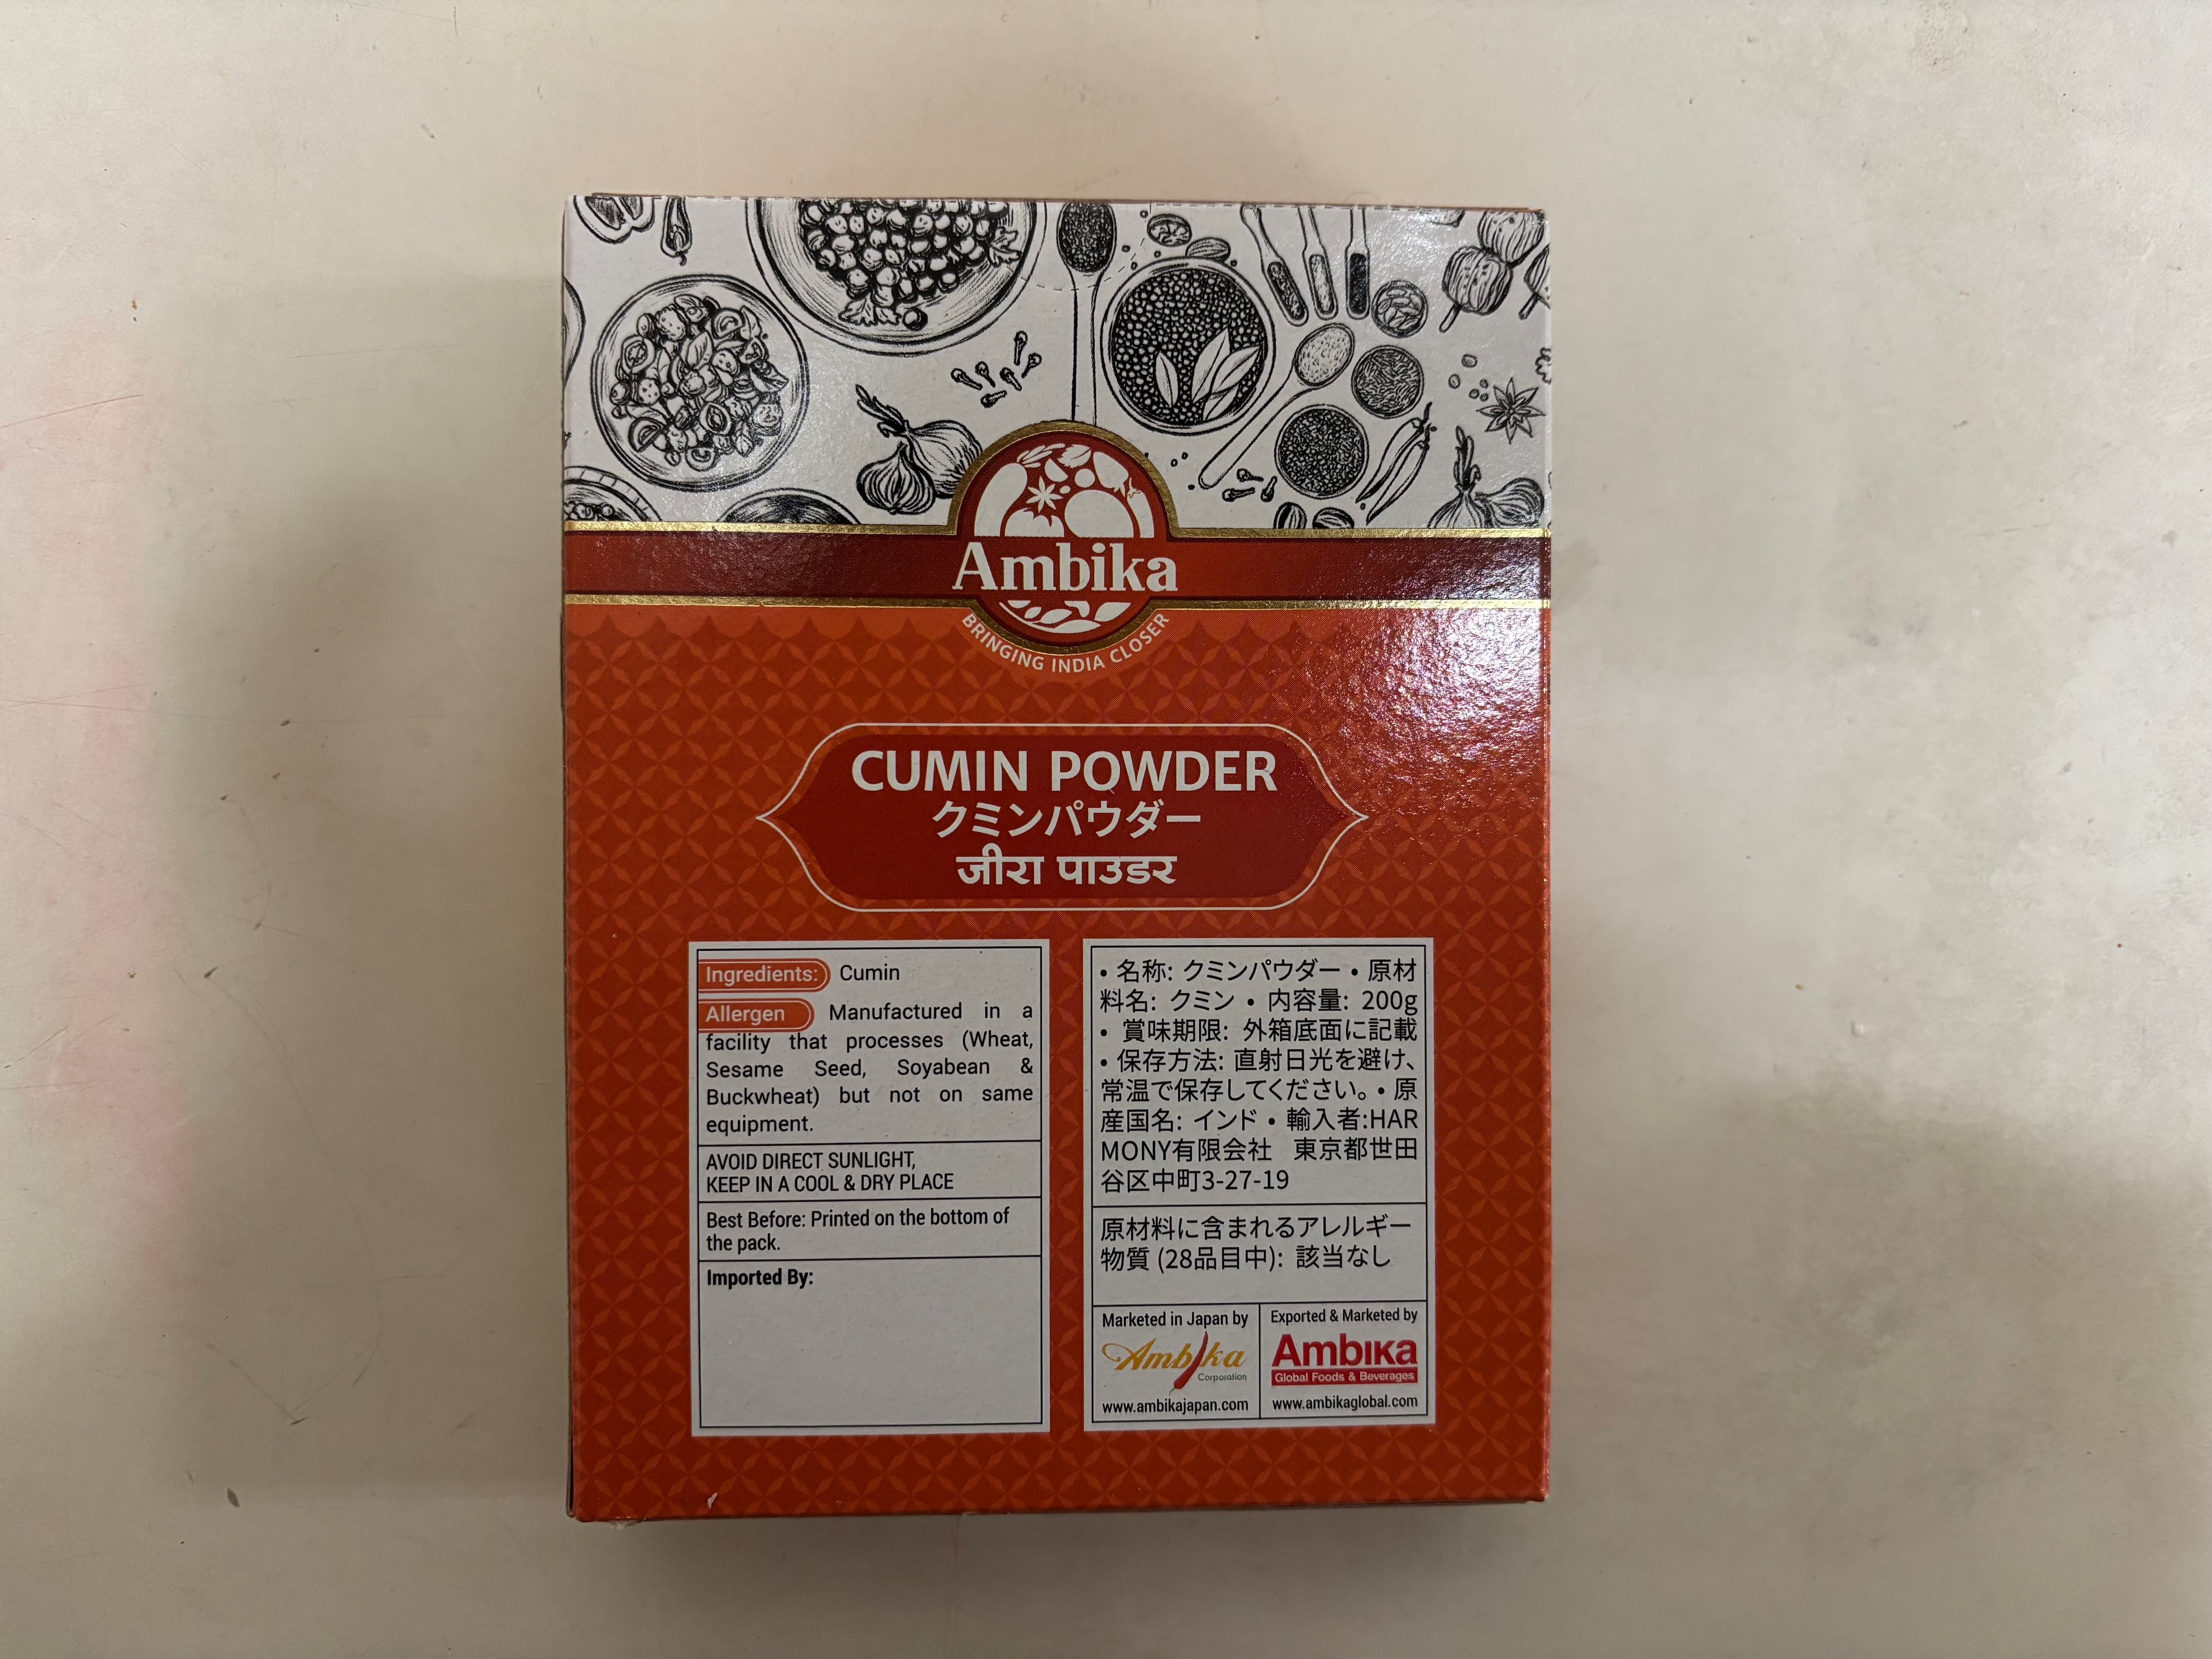 Ambika
BRINGING INDIA CLOSER
CUMIN POWDER
クミンパウダー
जीरा पाउडर
Ingredients: Cumin
Allergen Manufactured in a
facility that processes (Wheat,
Sesame Seed, Soyabean &
Buckwheat) but not on same
equipment.
AVOID DIRECT SUNLIGHT,
KEEP IN A COOL & DRY PLACE
Best Before: Printed on the bottom of
the pack.
Imported By:
• 名称: クミンパウダー • 原材
料名: クミン • 内容量: 200g
• 賞味期限: 外箱底面に記載
• 保存方法: 直射日光を避け、
常温で保存してください。• 原
産国名: インド • 輸入者:HAR
MONY有限会社 東京都世田
谷区中町3-27-19
原材料に含まれるアレルギー
物質 (28品目中): 該当なし
Marketed in Japan by
Ambika
Corporation
www.ambikajapan.com
Exported & Marketed by
Ambika
Global Foods & Beverages
www.ambikaglobal.com